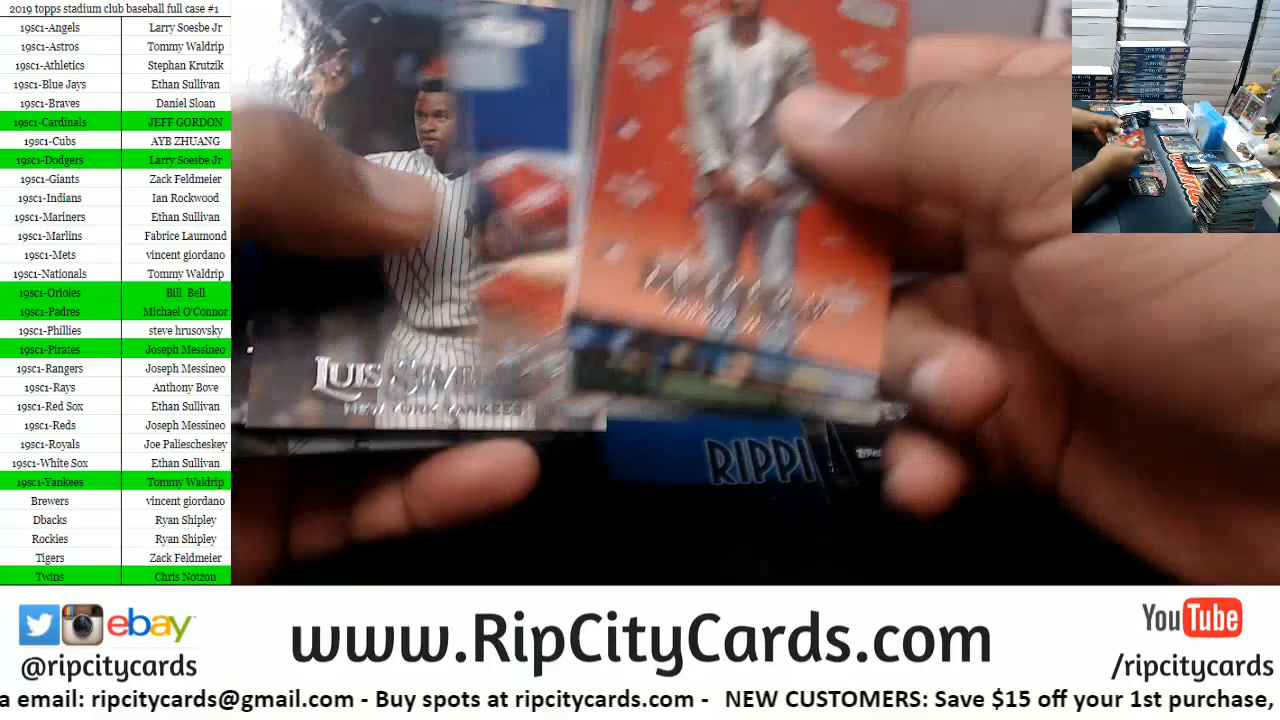 2019 topps stadium club baseball full case #1
19sc1-Angels Larry Soesbe Jr
19sc1-Astros Tommy Waldrip
19sc1-Athletics Stephan Krutzik
19sc1-Blue Jays Ethan Sullivan
19sc1-Braves Daniel Sloan
19sc1-Cardinals JEFF GORDON
19sc1-Cubs AYB ZHUANG
19sc1-Dodgers Larry Soesbe Jr
19sc1-Giants Zack Feldmeier
19sc1-Indians Ian Rockwood
19sc1-Mariners Ethan Sullivan
19sc1-Marlins Fabrice Laumond
19sc1-Mets vincent giordano
19sc1-Nationals Tommy Waldrip
19sc1-Orioles Bill Bell
19sc1-Padres Michael O'Connor
19sc1-Phillies steve hrusovsky
19sc1-Pirates Joseph Messineo
19sc1-Rangers Joseph Messineo
19sc1-Rays Anthony Bove
19sc1-Red Sox Ethan Sullivan
19sc1-Reds Joseph Messineo
19sc1-Royals Joe Paliescheskey
19sc1-White Sox Ethan Sullivan
19sc1-Yankees Tommy Waldrip
Brewers vincent giordano
Dbacks Ryan Shipley
Rockies Ryan Shipley
Tigers Zack Feldmeier
Twins Chris Notzon
LUIS
NEW YORK YANKEES
RIPPI
ebay
@ripcitycards
www.RipCityCards.com
YouTube
/ripcitycards
a email: ripcitycards@gmail.com - Buy spots at ripcitycards.com - NEW CUSTOMERS: Save $15 off your 1st purchase,